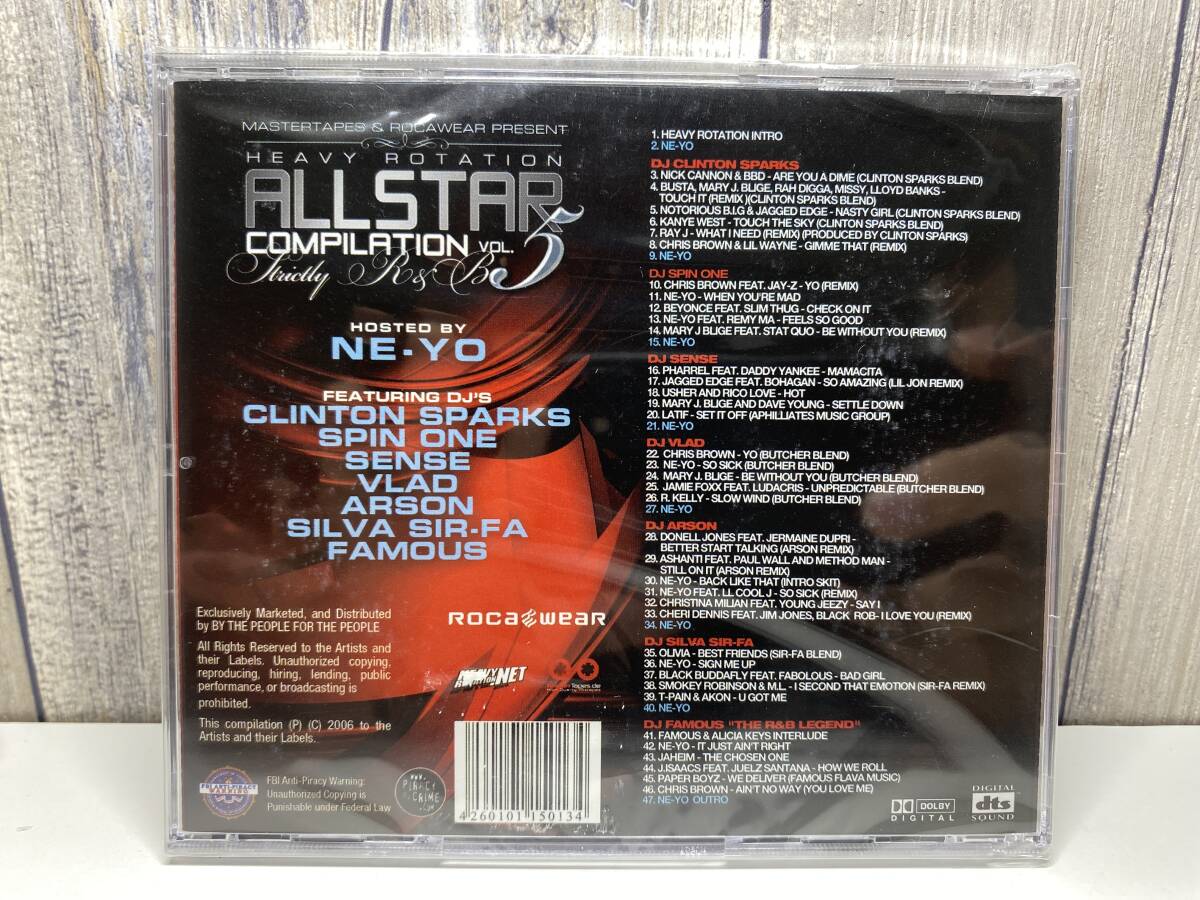 MASTERTAPES & ROCAWEAR PRESENT
HEAVY ROTATION
ALLSTAR
COMPILATION VOL. 5
Strictly R&B
HOSTED BY
NE-YO
FEATURING DJ'S
CLINTON SPARKS
SPIN ONE
SENSE
VLAD
ARSON
SILVA SIR-FA
FAMOUS
Exclusively Marketed, and Distributed
by BY THE PEOPLE FOR THE PEOPLE
All Rights Reserved to the Artists and
their Labels. Unauthorized copying,
reproducing, hiring, lending, public
performance, or broadcasting is
prohibited.
This compilation (P) (C) 2006 to the
Artists and their Labels.
FBI ANTI-PIRACY
WARNING
FBI Anti-Piracy Warning:
Unauthorized Copying is
Punishable under Federal Law
WWW.
PIRACY
CRIME
.COM
ROCAWEAR
HEAVY
ROTATION.NET
Tapes.de
4260101150134
1. HEAVY ROTATION INTRO
2. NE-YO
DJ CLINTON SPARKS
3. NICK CANNON & BBD - ARE YOU A DIME (CLINTON SPARKS BLEND)
4. BUSTA, MARY J. BLIGE, RAH DIGGA, MISSY, LLOYD BANKS -
TOUCH IT (REMIX )(CLINTON SPARKS BLEND)
5. NOTORIOUS B.I.G & JAGGED EDGE - NASTY GIRL (CLINTON SPARKS BLEND)
6. KANYE WEST - TOUCH THE SKY (CLINTON SPARKS BLEND)
7. RAY J - WHAT I NEED (REMIX) (PRODUCED BY CLINTON SPARKS)
8. CHRIS BROWN & LIL WAYNE - GIMME THAT (REMIX)
9. NE-YO
DJ SPIN ONE
10. CHRIS BROWN FEAT. JAY-Z - YO (REMIX)
11. NE-YO - WHEN YOU'RE MAD
12. BEYONCE FEAT. SLIM THUG - CHECK ON IT
13. NE-YO FEAT. REMY MA - FEELS SO GOOD
14. MARY J BLIGE FEAT. STAT QUO - BE WITHOUT YOU (REMIX)
15. NE-YO
DJ SENSE
16. PHARREL FEAT. DADDY YANKEE - MAMACITA
17. JAGGED EDGE FEAT. BOHAGAN - SO AMAZING (LIL JON REMIX)
18. USHER AND RICO LOVE - HOT
19. MARY J. BLIGE AND DAVE YOUNG - SETTLE DOWN
20. LATIF - SET IT OFF (APHILLIATES MUSIC GROUP)
21. NE-YO
DJ VLAD
22. CHRIS BROWN - YO (BUTCHER BLEND)
23. NE-YO - SO SICK (BUTCHER BLEND)
24. MARY J. BLIGE - BE WITHOUT YOU (BUTCHER BLEND)
25. JAMIE FOXX FEAT. LUDACRIS - UNPREDICTABLE (BUTCHER BLEND)
26. R. KELLY - SLOW WIND (BUTCHER BLEND)
27. NE-YO
DJ ARSON
28. DONELL JONES FEAT. JERMAINE DUPRI -
BETTER START TALKING (ARSON REMIX)
29. ASHANTI FEAT. PAUL WALL AND METHOD MAN -
STILL ON IT (ARSON REMIX)
30. NE-YO - BACK LIKE THAT (INTRO SKIT)
31. NE-YO FEAT. LL COOL J - SO SICK (REMIX)
32. CHRISTINA MILIAN FEAT. YOUNG JEEZY - SAY I
33. CHERI DENNIS FEAT. JIM JONES, BLACK ROB- I LOVE YOU (REMIX)
34. NE-YO
DJ SILVA SIR-FA
35. OLIVIA - BEST FRIENDS (SIR-FA BLEND)
36. NE-YO - SIGN ME UP
37. BLACK BUDDAFLY FEAT. FABOLOUS - BAD GIRL
38. SMOKEY ROBINSON & M.L. - I SECOND THAT EMOTION (SIR-FA REMIX)
39. T-PAIN & AKON - U GOT ME
40. NE-YO
DJ FAMOUS "THE R&B LEGEND"
41. FAMOUS & ALICIA KEYS INTERLUDE
42. NE-YO - IT JUST AIN'T RIGHT
43. JAHEIM - THE CHOSEN ONE
44. J.ISAACS FEAT. JUELZ SANTANA - HOW WE ROLL
45. PAPER BOYZ - WE DELIVER (FAMOUS FLAVA MUSIC)
46. CHRIS BROWN - AIN'T NO WAY (YOU LOVE ME)
47. NE-YO OUTRO
DOLBY
DIGITAL
DIGITAL
dts
SOUND